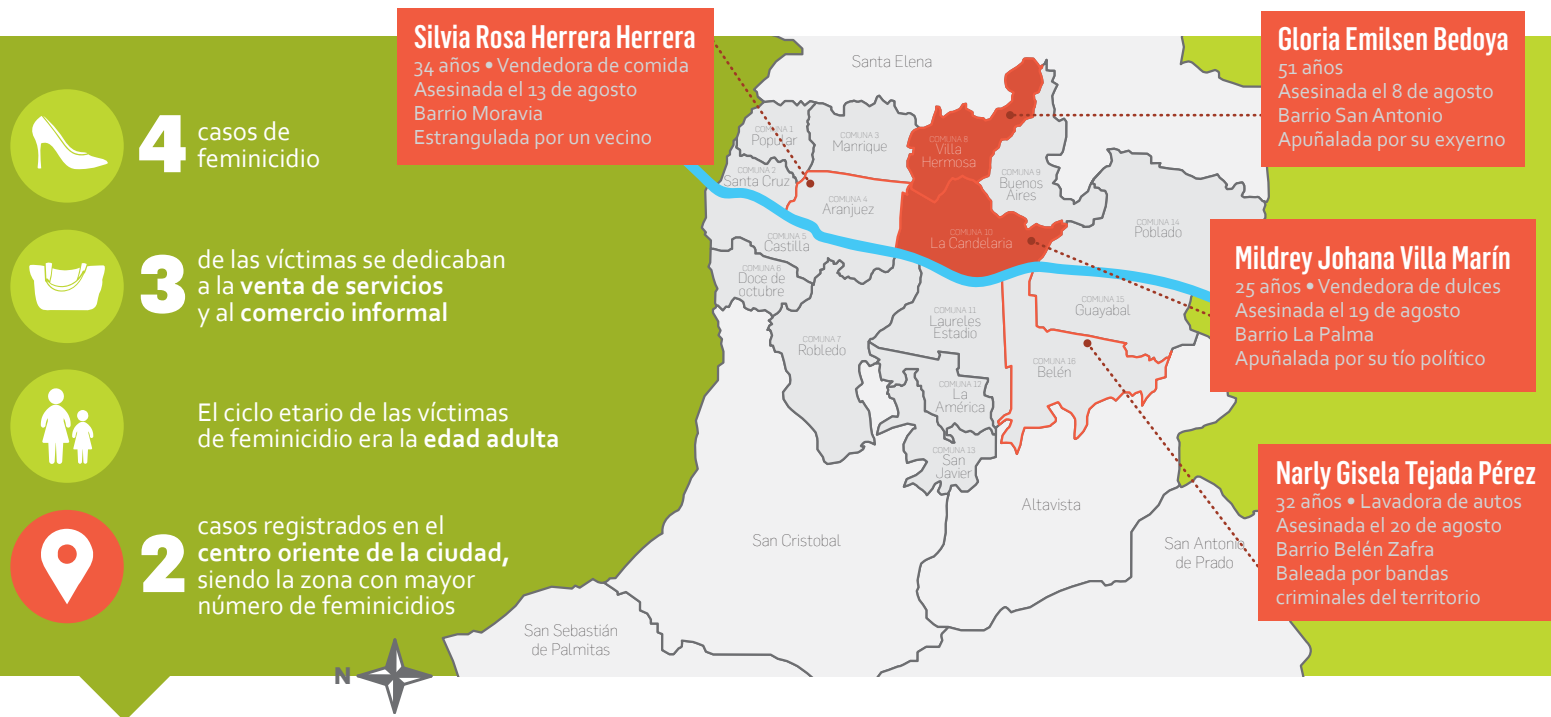 4
casos de
feminicidio
3
de las víctimas se dedicaban
a la venta de servicios
y al comercio informal
El ciclo etario de las víctimas
de feminicidio era la edad adulta
2
casos registrados en el
centro oriente de la ciudad,
siendo la zona con mayor
número de feminicidios
N
Silvia Rosa Herrera Herrera
34 años • Vendedora de comida
Asesinada el 13 de agosto
Barrio Moravia
Estrangulada por un vecino
Gloria Emilsen Bedoya
51 años
Asesinada el 8 de agosto
Barrio San Antonio
Apuñalada por su exyerno
Mildrey Johana Villa Marín
25 años • Vendedora de dulces
Asesinada el 19 de agosto
Barrio La Palma
Apuñalada por su tío político
Narly Gisela Tejada Pérez
32 años • Lavadora de autos
Asesinada el 20 de agosto
Barrio Belén Zafra
Baleada por bandas
criminales del territorio
Santa Elena
COMUNA 1
Popular
COMUNA 3
Manrique
COMUNA 8
Villa
Hermosa
COMUNA 2
Santa Cruz
COMUNA 9
Buenos
Aires
COMUNA 4
Aranjuez
COMUNA 14
Poblado
COMUNA 5
Castilla
COMUNA 10
La Candelaria
COMUNA 6
Doce de
octubre
COMUNA 15
Guayabal
COMUNA 11
Laureles
Estadio
COMUNA 7
Robledo
COMUNA 16
Belén
COMUNA 12
La
América
COMUNA 13
San
Javier
Altavista
San Cristobal
San Antonio
de Prado
San Sebastián
de Palmitas